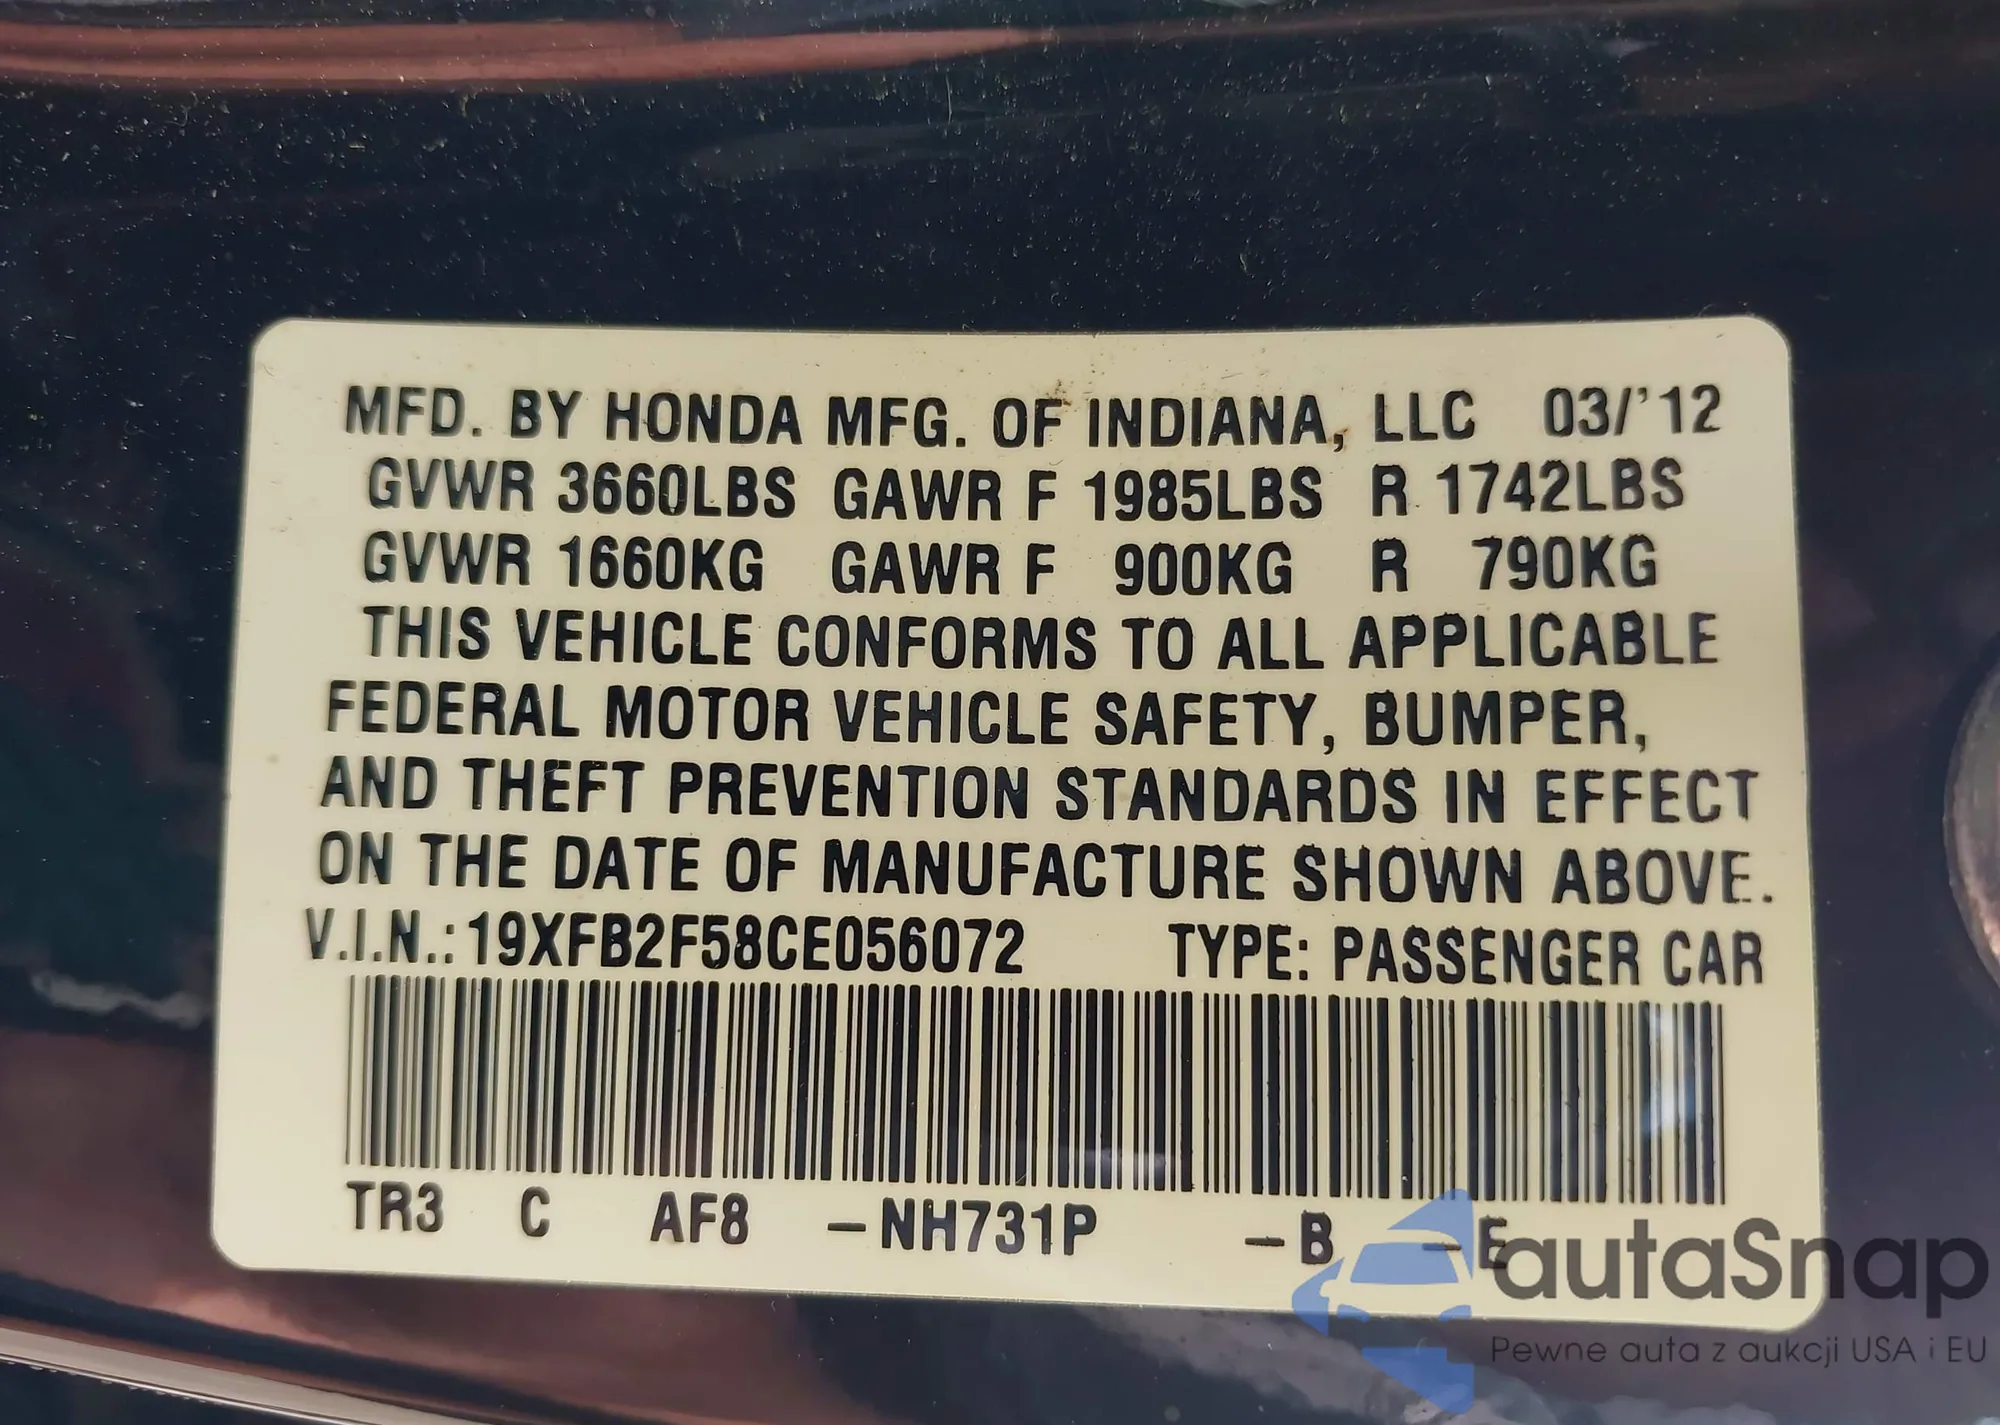 MFD. BY HONDA MFG. OF INDIANA, LLC 03/'12
GVWR 3660LBS GAWR F 1985LBS R 1742LBS
GVWR 1660KG GAWR F 900KG R 790KG
THIS VEHICLE CONFORMS TO ALL APPLICABLE
FEDERAL MOTOR VEHICLE SAFETY, BUMPER,
AND THEFT PREVENTION STANDARDS IN EFFECT
ON THE DATE OF MANUFACTURE SHOWN ABOVE.
V.I.N.: 19XFB2F58CE056072 TYPE: PASSENGER CAR
TR3 C AF8 –NH731P –B –E
autaSnap
Pewne auta z aukcji USA i EU